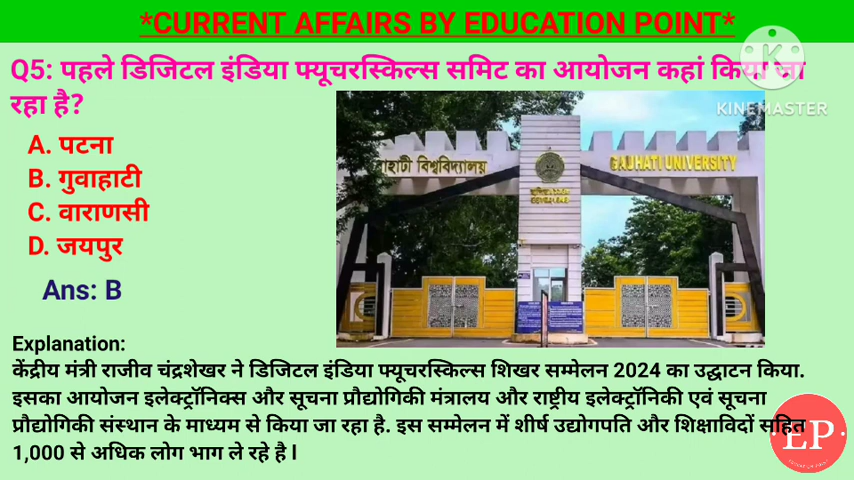 *CURRENT AFFAIRS BY EDUCATION POINT*
Q5: पहले डिजिटल इंडिया फ्यूचरस्किल्स समिट का आयोजन कहां किया जा
रहा है?
KINEMASTER
A. पटना
B. गुवाहाटी
C. वाराणसी
D. जयपुर
Ans: B
বিশ্ববিদ্যালয়
GAUHATI UNIVERSITY
Explanation:
केंद्रीय मंत्री राजीव चंद्रशेखर ने डिजिटल इंडिया फ्यूचरस्किल्स शिखर सम्मेलन 2024 का उद्घाटन किया.
इसका आयोजन इलेक्ट्रॉनिक्स और सूचना प्रौद्योगिकी मंत्रालय और राष्ट्रीय इलेक्ट्रॉनिकी एवं सूचना
प्रौद्योगिकी संस्थान के माध्यम से किया जा रहा है. इस सम्मेलन में शीर्ष उद्योगपति और शिक्षाविदों सहित
1,000 से अधिक लोग भाग ले रहे है l
EP